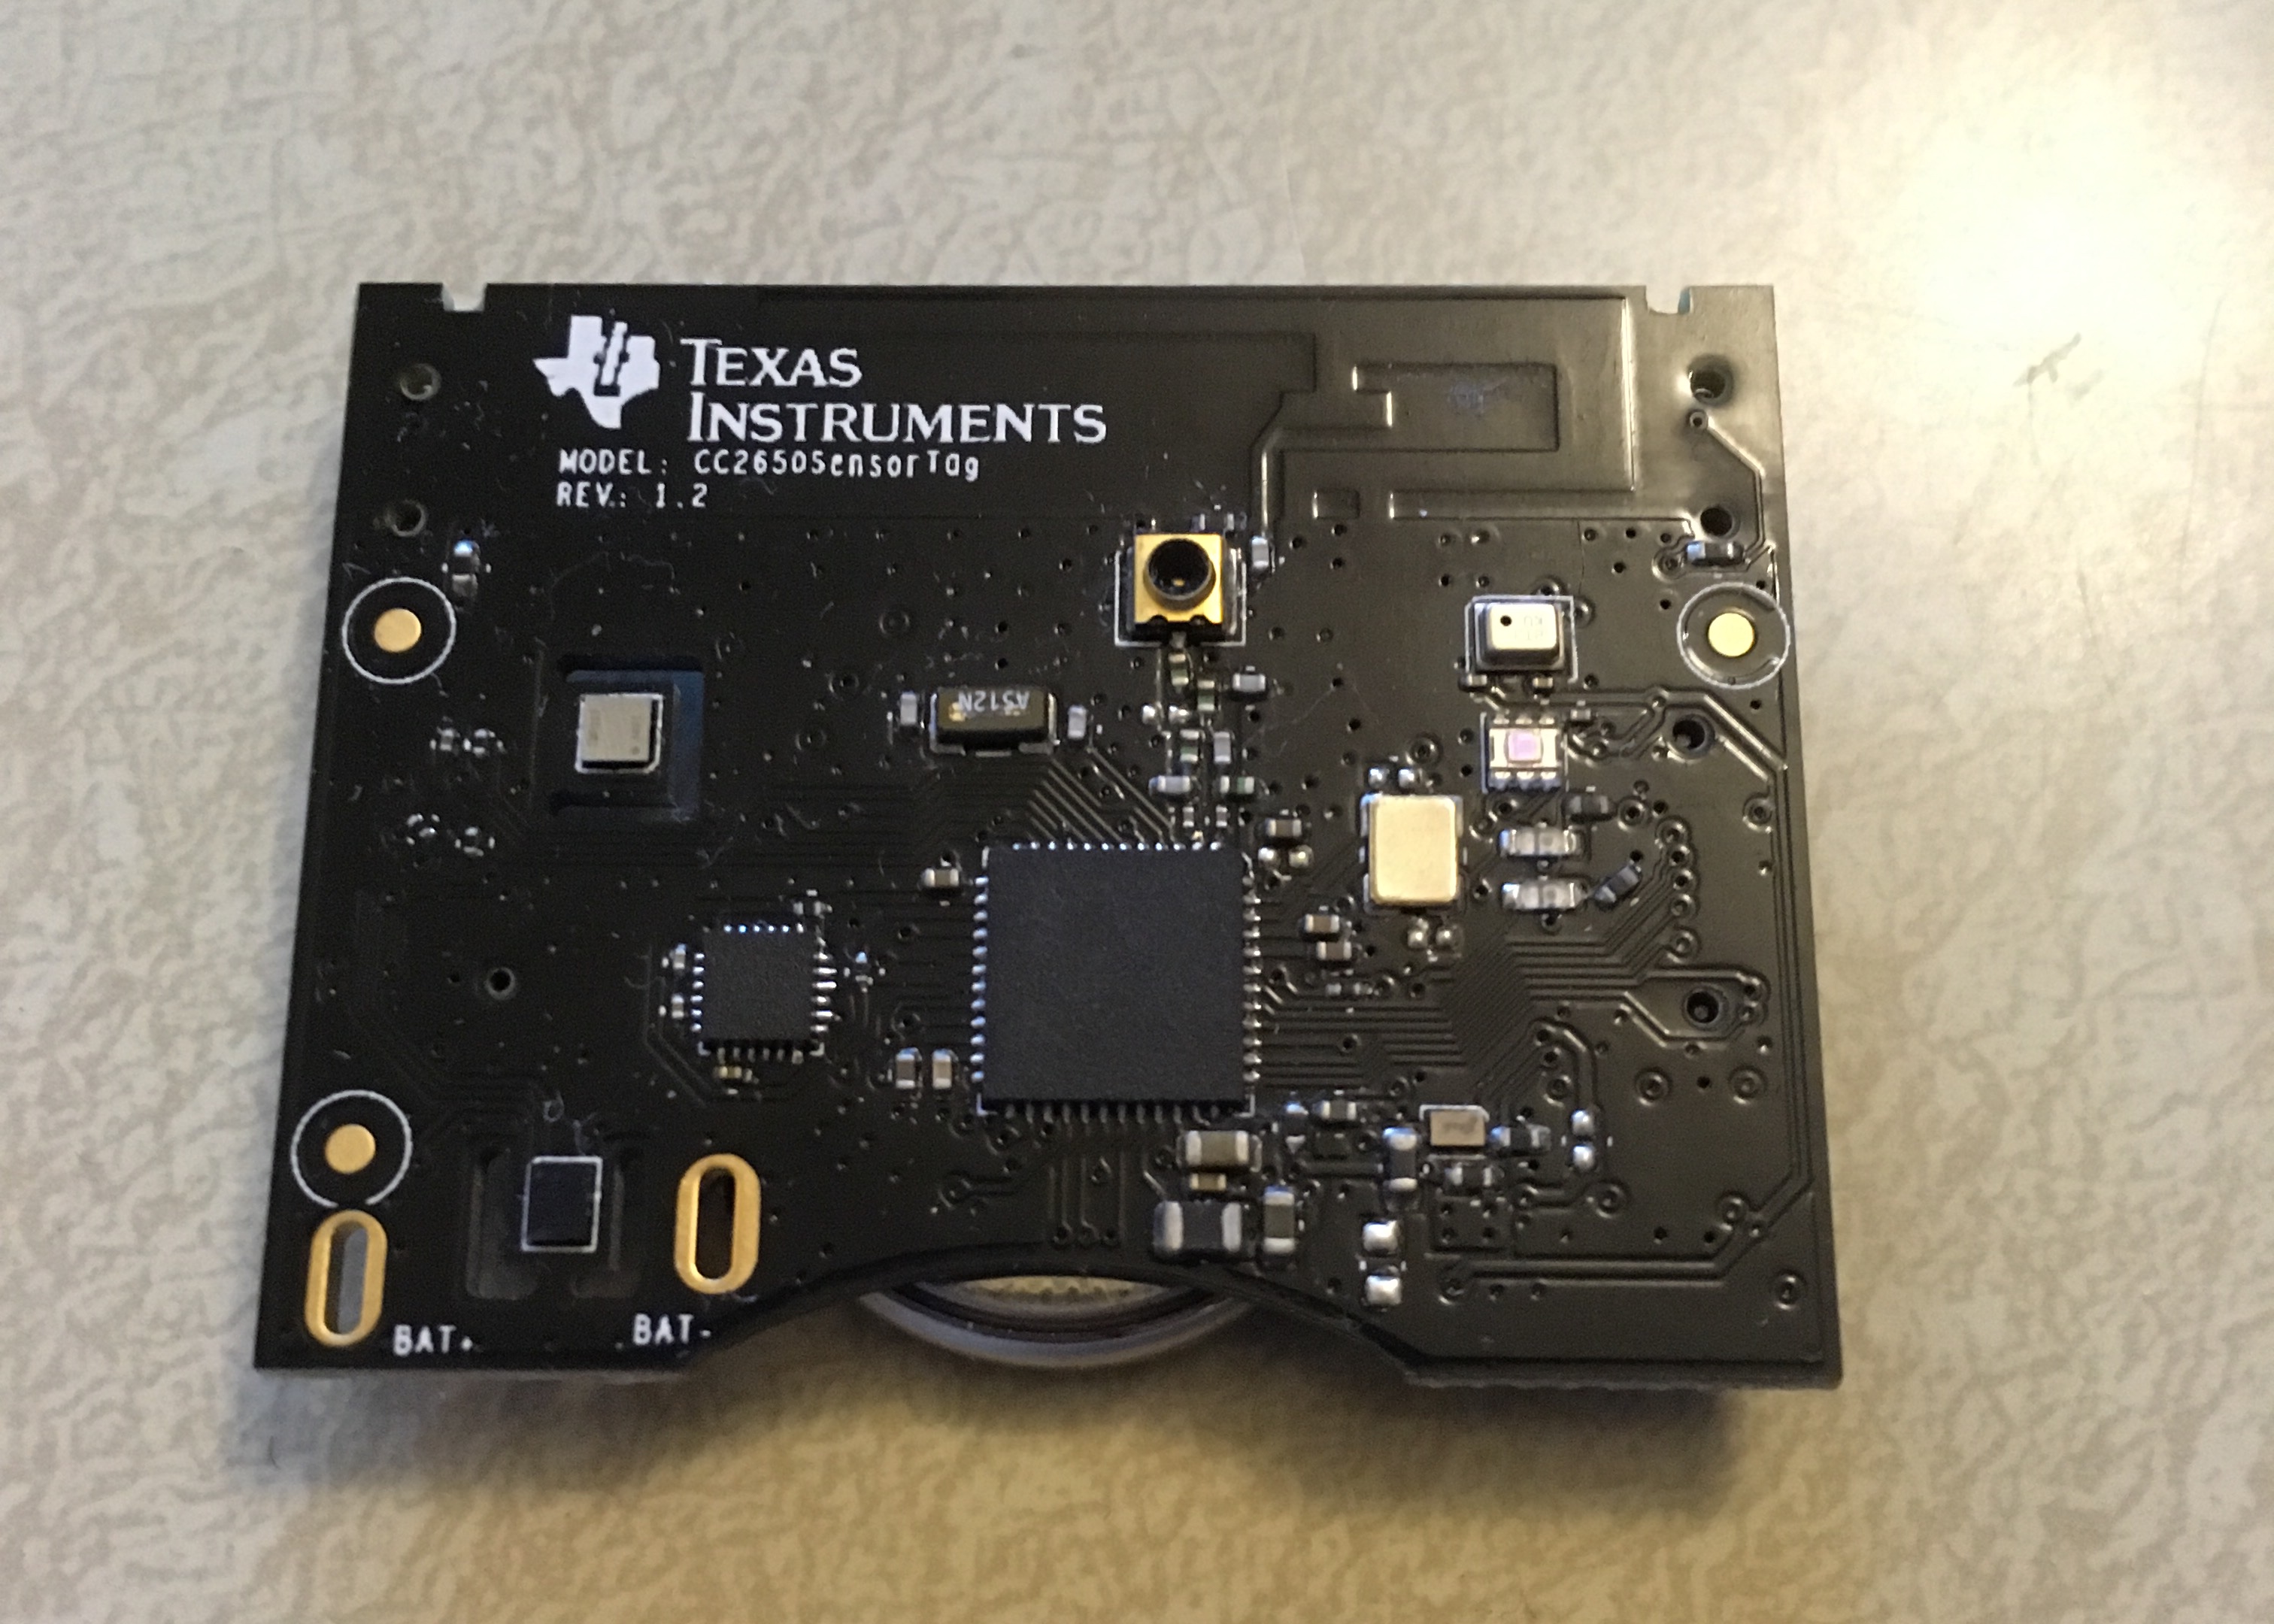 TEXAS
INSTRUMENTS
MODEL: CC2650SensorTag
REV.: 1.2
A512N
BAT+
BAT-